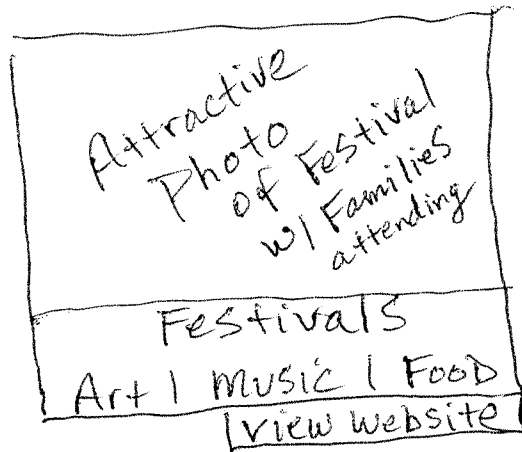 Attractive
Photo
of Festival
w/ Families
attending
Festivals
Art | Music | Food
View Website